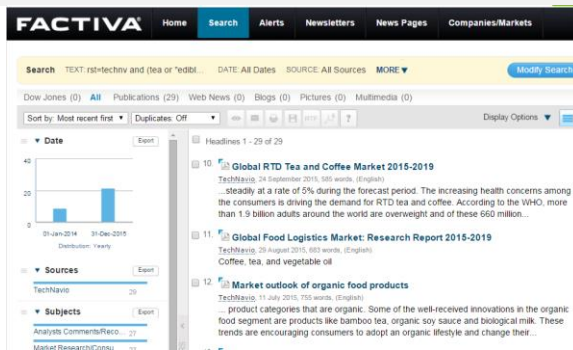 FACTIVA Home Search Alerts Newsletters News Pages Companies/Markets
Search TEXT: rst=technv and (tea or "edibl... DATE: All Dates SOURCE: All Sources MORE▼ Modify Search
Dow Jones (0) All Publications (29) Web News (0) Blogs (0) Pictures (0) Multimedia (0)
Sort by: Most recent first Duplicates: Off RTF ? Display Options ▼
▼ Date Export
40
20
0
01-Jan-2014 31-Dec-2015
Distribution: Yearly
▼ Sources Export
TechNavio 29
▼ Subjects Export
Analysts Comments/Reco... 27
Market Research/Consu...
Headlines 1 - 29 of 29
10. Global RTD Tea and Coffee Market 2015-2019
TechNavio, 24 September 2015, 585 words, (English)
...steadily at a rate of 5% during the forecast period. The increasing health concerns among
the consumers is driving the demand for RTD tea and coffee. According to the WHO, more
than 1.9 billion adults around the world are overweight and of these 660 million...
11. Global Food Logistics Market: Research Report 2015-2019
TechNavio, 29 August 2015, 683 words, (English)
Coffee, tea, and vegetable oil
12. Market outlook of organic food products
TechNavio, 11 July 2015, 755 words, (English)
... product categories that are organic. Some of the well-received innovations in the organic
food segment are products like bamboo tea, organic soy sauce and biological milk. These
trends are encouraging consumers to adopt an organic lifestyle and change their...